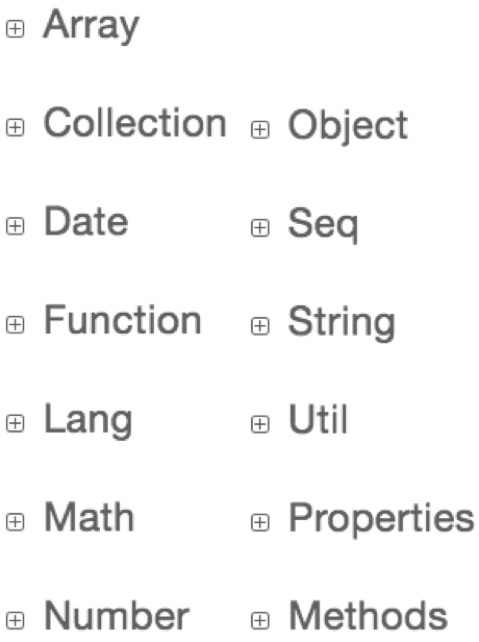 Array
Collection
Date
Function
Lang
Math
Number
Object
Seq
String
Util
Properties
Methods